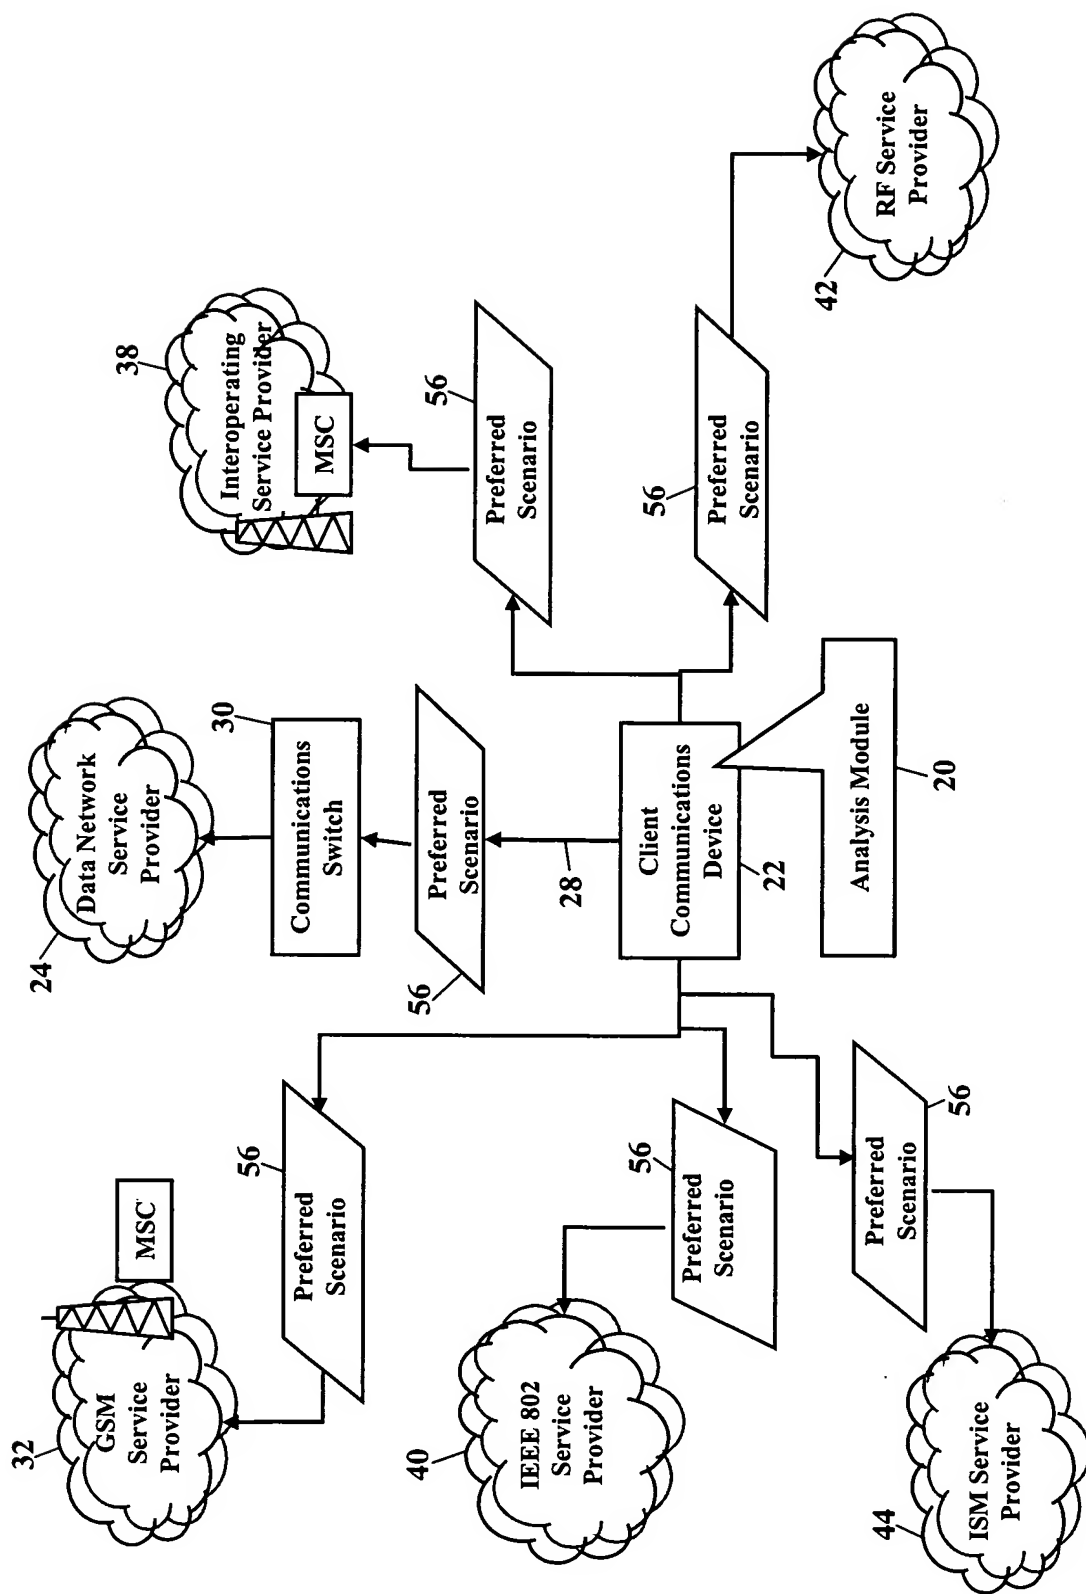 32
GSM
Service
Provider
MSC
24
Data Network
Service
Provider
38
Interoperating
Service Provider
MSC
30
Communications
Switch
56
Preferred
Scenario
56
Preferred
Scenario
56
Preferred
Scenario
28
40
IEEE 802
Service
Provider
56
Preferred
Scenario
Client
Communications
Device
22
56
Preferred
Scenario
42
RF Service
Provider
56
Preferred
Scenario
Analysis Module
20
44
ISM Service
Provider